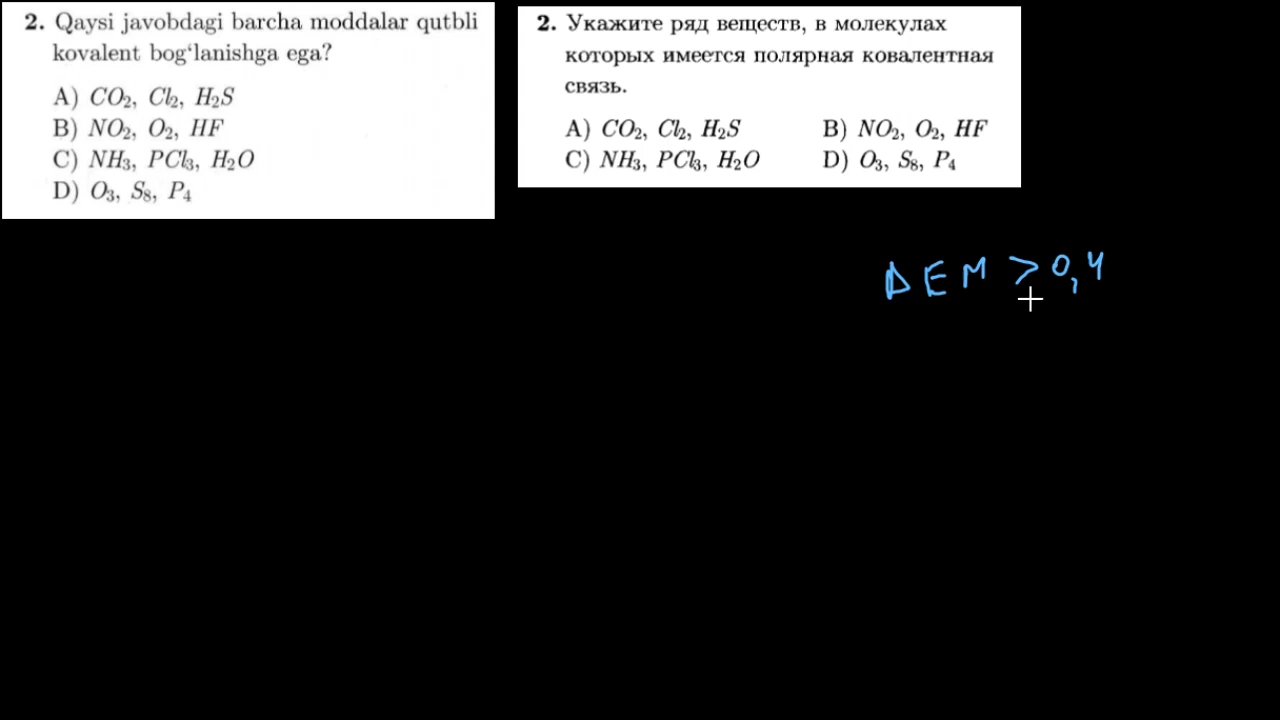 2. Qaysi javobdagi barcha moddalar qutbli
kovalent bog‘lanishga ega?
A) CO₂, Cl₂, H₂S
B) NO₂, O₂, HF
C) NH₃, PCl₃, H₂O
D) O₃, S₈, P₄
2. Укажите ряд веществ, в молекулах
которых имеется полярная ковалентная
связь.
A) CO₂, Cl₂, H₂S B) NO₂, O₂, HF
C) NH₃, PCl₃, H₂O D) O₃, S₈, P₄
ΔEM > 0,4